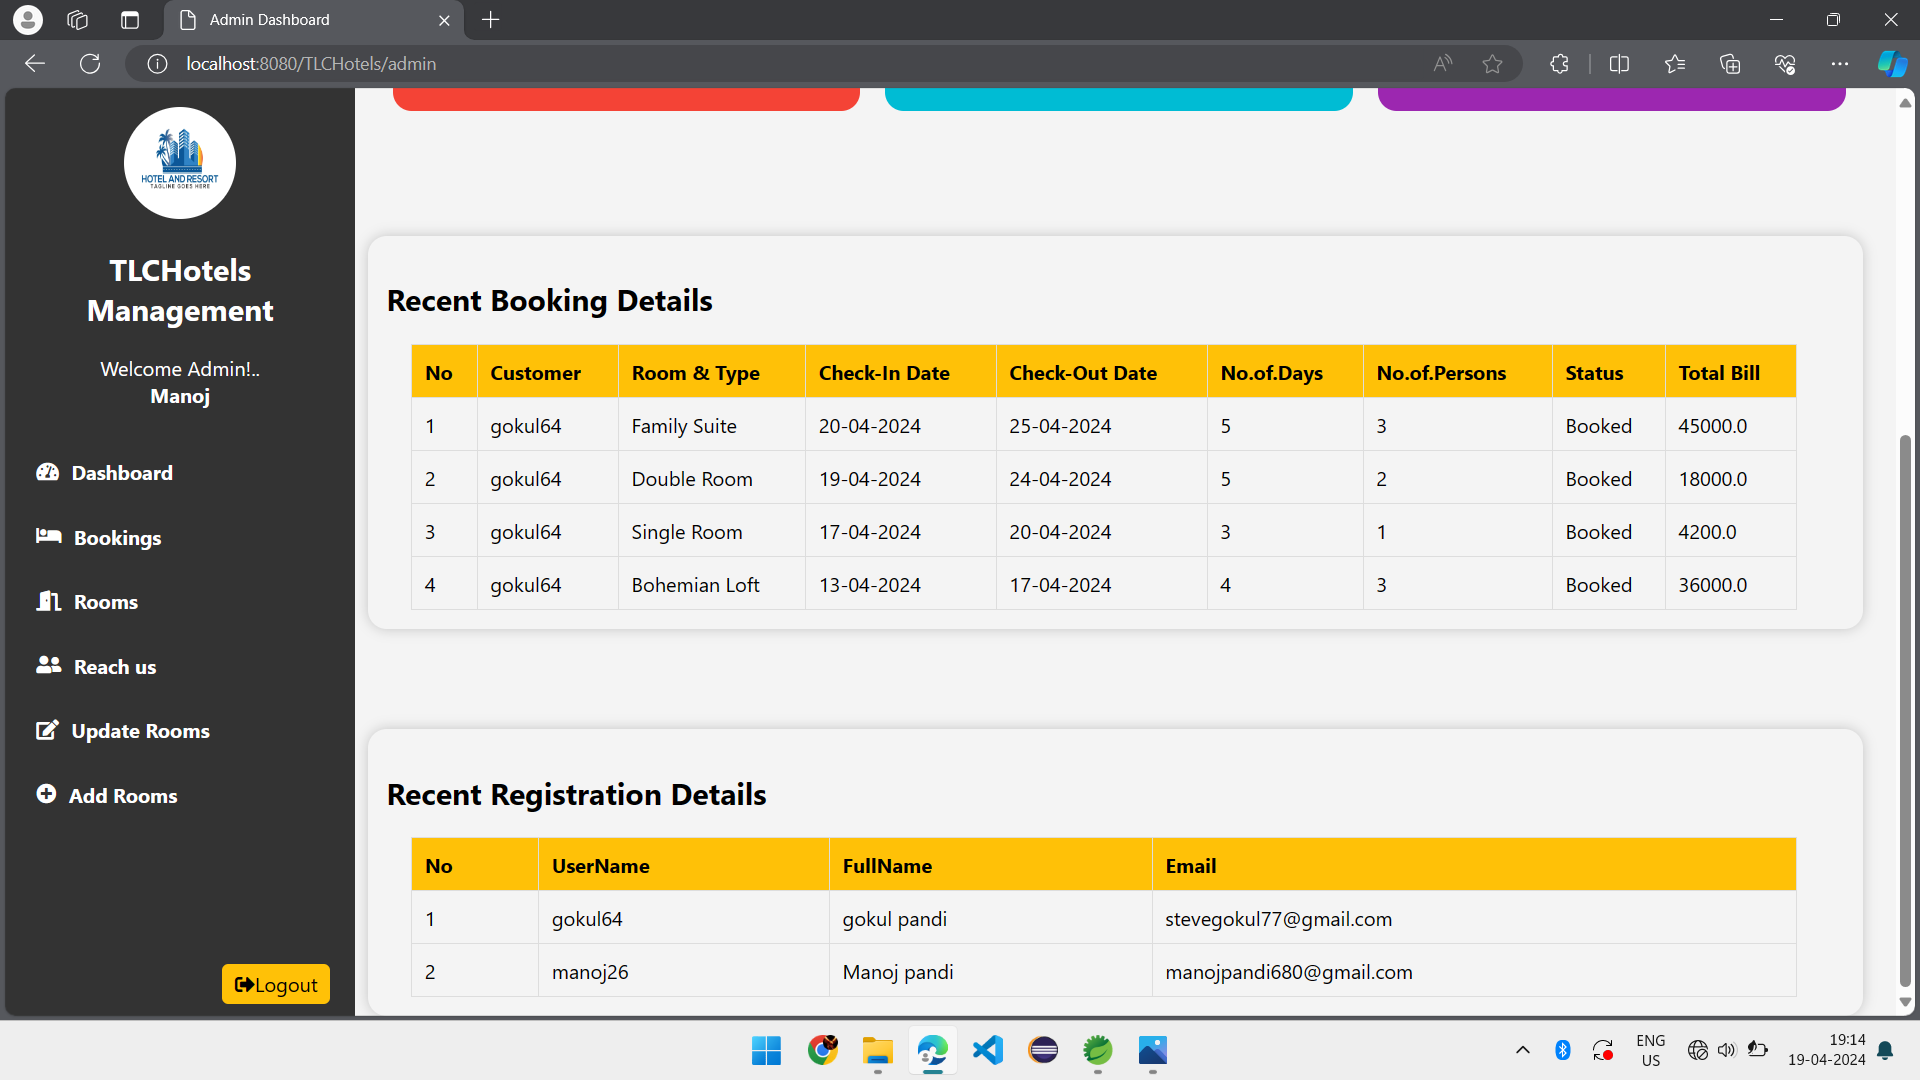 Admin Dashboard
localhost:8080/TLCHotels/admin
HOTEL AND RESORT
TAGLINE GOES HERE
TLCHotels
Management
Welcome Admin!..
Manoj
Dashboard
Bookings
Rooms
Reach us
Update Rooms
Add Rooms
Logout
Recent Booking Details
No Customer Room & Type Check-In Date Check-Out Date No.of.Days No.of.Persons Status Total Bill
1 gokul64 Family Suite 20-04-2024 25-04-2024 5 3 Booked 45000.0
2 gokul64 Double Room 19-04-2024 24-04-2024 5 2 Booked 18000.0
3 gokul64 Single Room 17-04-2024 20-04-2024 3 1 Booked 4200.0
4 gokul64 Bohemian Loft 13-04-2024 17-04-2024 4 3 Booked 36000.0
Recent Registration Details
No UserName FullName Email
1 gokul64 gokul pandi stevegokul77@gmail.com
2 manoj26 Manoj pandi manojpandi680@gmail.com
ENG
US
19:14
19-04-2024